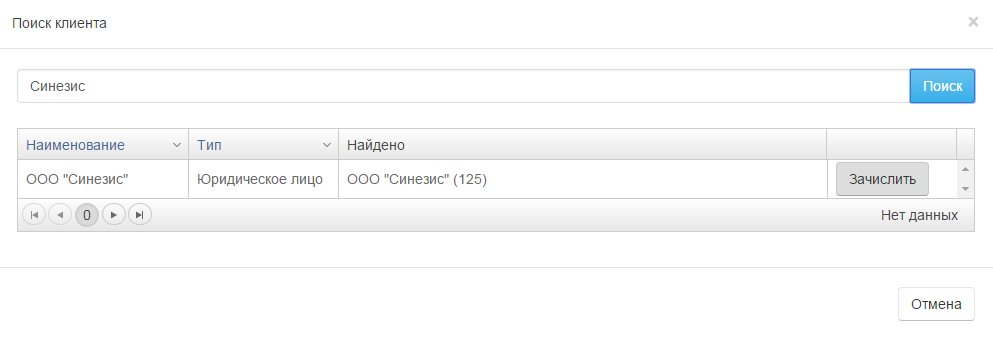 Поиск клиента ×
Синезис Поиск
Наименование Тип Найдено
ООО "Синезис" Юридическое лицо ООО "Синезис" (125) Зачислить
0 Нет данных
Отмена